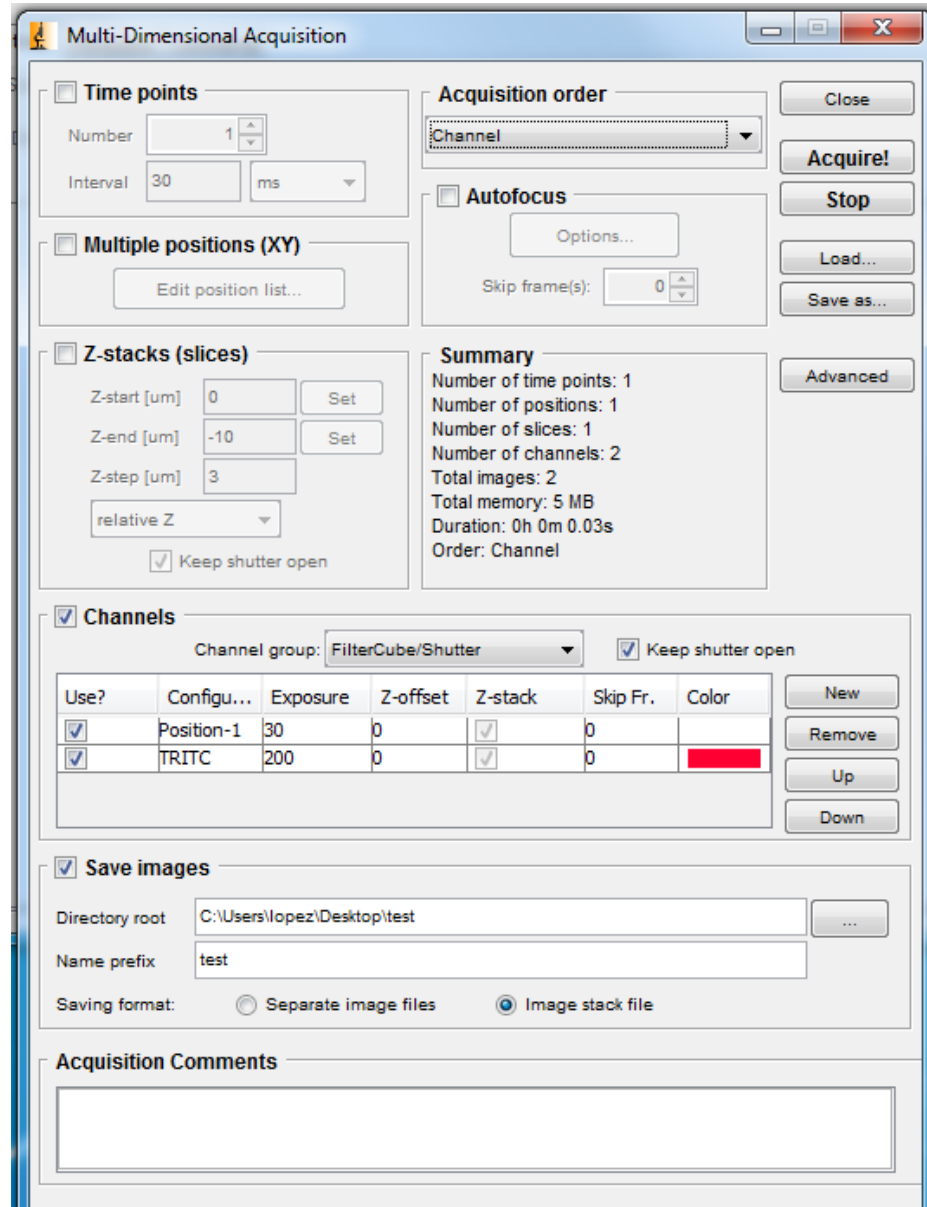 Multi-Dimensional Acquisition
Time points
Number 1
Interval 30 ms
Acquisition order
Channel
Close
Acquire!
Stop
Autofocus
Options...
Skip frame(s): 0
Multiple positions (XY)
Edit position list...
Load...
Save as...
Z-stacks (slices)
Z-start [um] 0 Set
Z-end [um] -10 Set
Z-step [um] 3
relative Z
Keep shutter open
Summary
Number of time points: 1
Number of positions: 1
Number of slices: 1
Number of channels: 2
Total images: 2
Total memory: 5 MB
Duration: 0h 0m 0.03s
Order: Channel
Advanced
Channels
Channel group: FilterCube/Shutter Keep shutter open
Use? Configu... Exposure Z-offset Z-stack Skip Fr. Color
Position-1 30 0 0
TRITC 200 0 0
New
Remove
Up
Down
Save images
Directory root C:\Users\lopez\Desktop\test ...
Name prefix test
Saving format: Separate image files Image stack file
Acquisition Comments